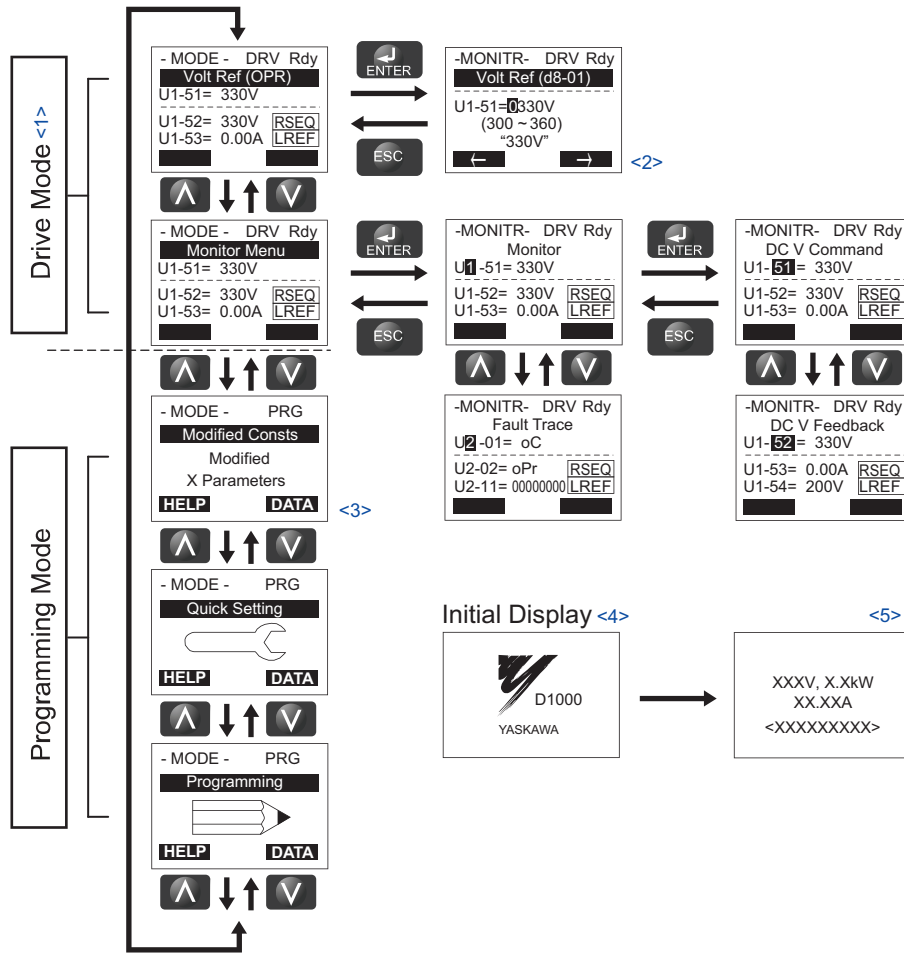 Drive Mode <1>
- MODE -   DRV Rdy
Volt Ref (OPR)
U1-51=  330V
U1-52=  330V  RSEQ
U1-53=  0.00A  LREF
ENTER
ESC
-MONITR-   DRV Rdy
Volt Ref (d8-01)
U1-51=0330V
(300 ~ 360)
“330V”
← →
<2>
Λ V
- MODE -   DRV Rdy
Monitor Menu
U1-51=  330V
U1-52=  330V  RSEQ
U1-53=  0.00A  LREF
ENTER
ESC
-MONITR-  DRV Rdy
Monitor
U1 -51= 330V
U1-52=  330V  RSEQ
U1-53=  0.00A  LREF
ENTER
ESC
-MONITR-  DRV Rdy
DC V Command
U1- 51 =  330V
U1-52=  330V  RSEQ
U1-53=  0.00A  LREF
Λ V
Λ V
Λ V
-MONITR-  DRV Rdy
Fault Trace
U2 -01=  oC
U2-02= oPr  RSEQ
U2-11= 00000000 LREF
-MONITR-  DRV Rdy
DC V Feedback
U1- 52 =  330V
U1-53=  0.00A  RSEQ
U1-54=  200V  LREF
Programming Mode
- MODE -   PRG
Modified Consts
Modified
X Parameters
HELP   DATA
<3>
Λ V
- MODE -   PRG
Quick Setting
HELP   DATA
Λ V
- MODE -   PRG
Programming
HELP   DATA
Λ V
Initial Display <4>
D1000
YASKAWA
<5>
XXXV, X.XkW
XX.XXA
<XXXXXXXXX>